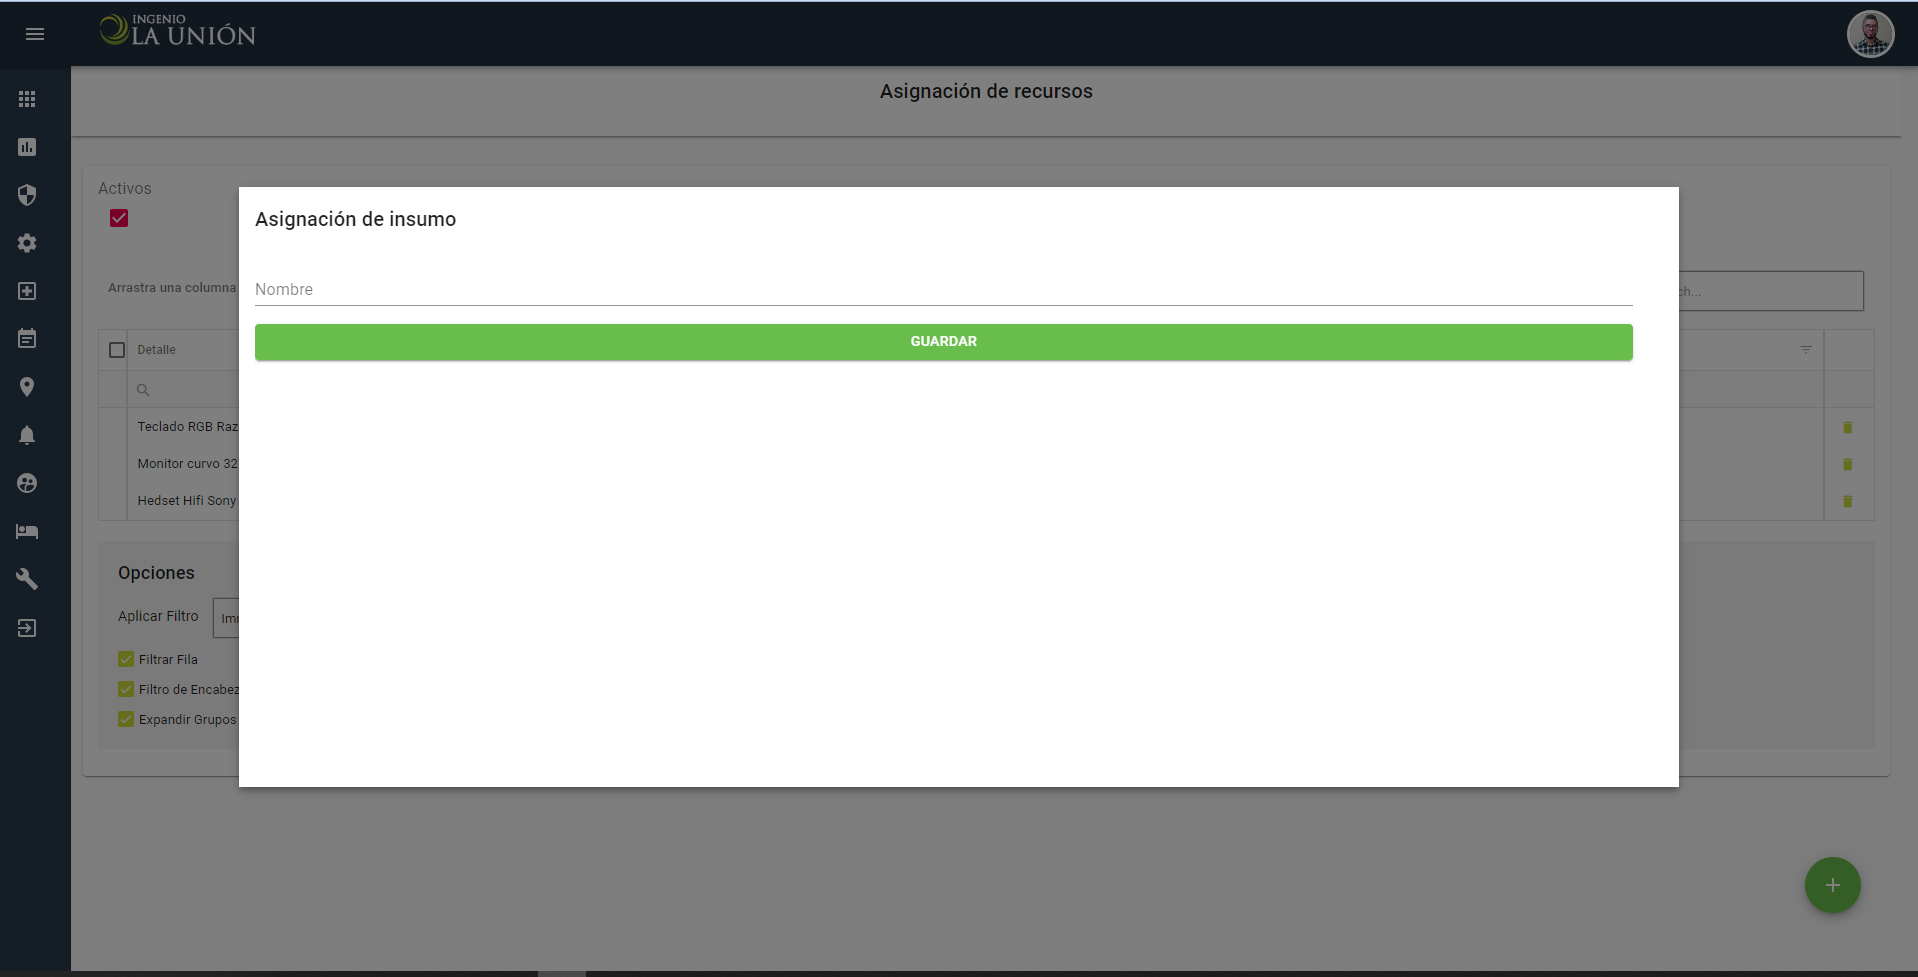 INGENIO
LA UNIÓN
Asignación de recursos
Activos
Asignación de insumo
Nombre
GUARDAR
Arrastra una columna
ch...
Detalle
Teclado RGB Raz
Monitor curvo 32"
Hedset Hifi Sony
Opciones
Aplicar Filtro
Filtrar Fila
Filtro de Encabez
Expandir Grupos